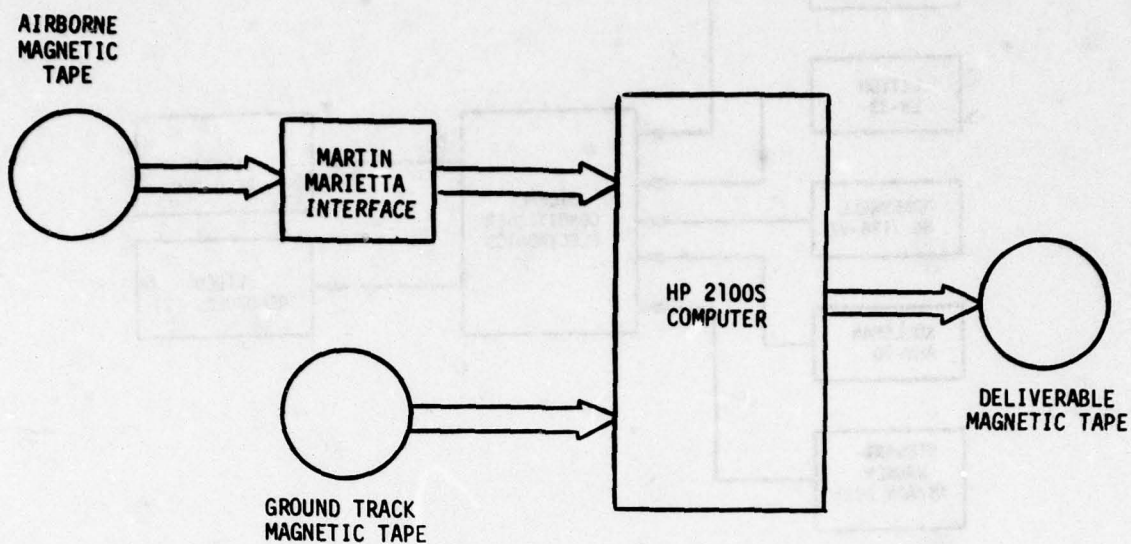 AIRBORNE
MAGNETIC
TAPE
MARTIN
MARIETTA
INTERFACE
HP 2100S
COMPUTER
DELIVERABLE
MAGNETIC TAPE
GROUND TRACK
MAGNETIC TAPE